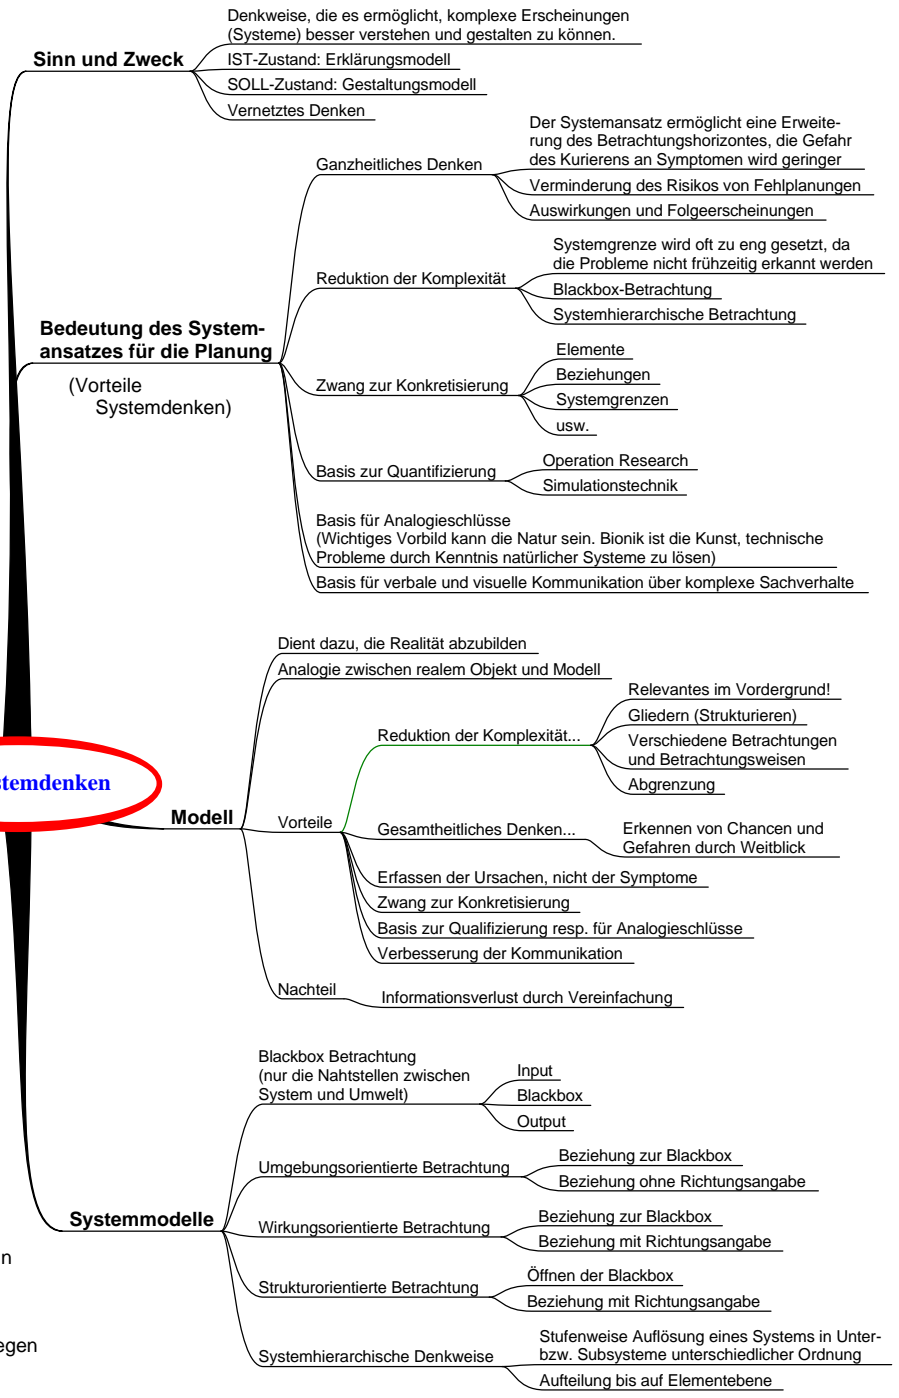 Sinn und Zweck
Denkweise, die es ermöglicht, komplexe Erscheinungen
(Systeme) besser verstehen und gestalten zu können.
IST-Zustand: Erklärungsmodell
SOLL-Zustand: Gestaltungsmodell
Vernetztes Denken
Bedeutung des System-
ansatzes für die Planung
(Vorteile
Systemdenken)
Ganzheitliches Denken
Der Systemansatz ermöglicht eine Erweite-
rung des Betrachtungshorizontes, die Gefahr
des Kurierens an Symptomen wird geringer
Verminderung des Risikos von Fehlplanungen
Auswirkungen und Folgeerscheinungen
Reduktion der Komplexität
Systemgrenze wird oft zu eng gesetzt, da
die Probleme nicht frühzeitig erkannt werden
Blackbox-Betrachtung
Systemhierarchische Betrachtung
Zwang zur Konkretisierung
Elemente
Beziehungen
Systemgrenzen
usw.
Basis zur Quantifizierung
Operation Research
Simulationstechnik
Basis für Analogieschlüsse
(Wichtiges Vorbild kann die Natur sein. Bionik ist die Kunst, technische
Probleme durch Kenntnis natürlicher Systeme zu lösen)
Basis für verbale und visuelle Kommunikation über komplexe Sachverhalte
stemdenken
Modell
Dient dazu, die Realität abzubilden
Analogie zwischen realem Objekt und Modell
Vorteile
Reduktion der Komplexität...
Relevantes im Vordergrund!
Gliedern (Strukturieren)
Verschiedene Betrachtungen
und Betrachtungsweisen
Abgrenzung
Gesamtheitliches Denken...
Erkennen von Chancen und
Gefahren durch Weitblick
Erfassen der Ursachen, nicht der Symptome
Zwang zur Konkretisierung
Basis zur Qualifizierung resp. für Analogieschlüsse
Verbesserung der Kommunikation
Nachteil
Informationsverlust durch Vereinfachung
Systemmodelle
Blackbox Betrachtung
(nur die Nahtstellen zwischen
System und Umwelt)
Input
Blackbox
Output
Umgebungsorientierte Betrachtung
Beziehung zur Blackbox
Beziehung ohne Richtungsangabe
Wirkungsorientierte Betrachtung
Beziehung zur Blackbox
Beziehung mit Richtungsangabe
Strukturorientierte Betrachtung
Öffnen der Blackbox
Beziehung mit Richtungsangabe
Systemhierarchische Denkweise
Stufenweise Auflösung eines Systems in Unter-
bzw. Subsysteme unterschiedlicher Ordnung
Aufteilung bis auf Elementebene
n
egen